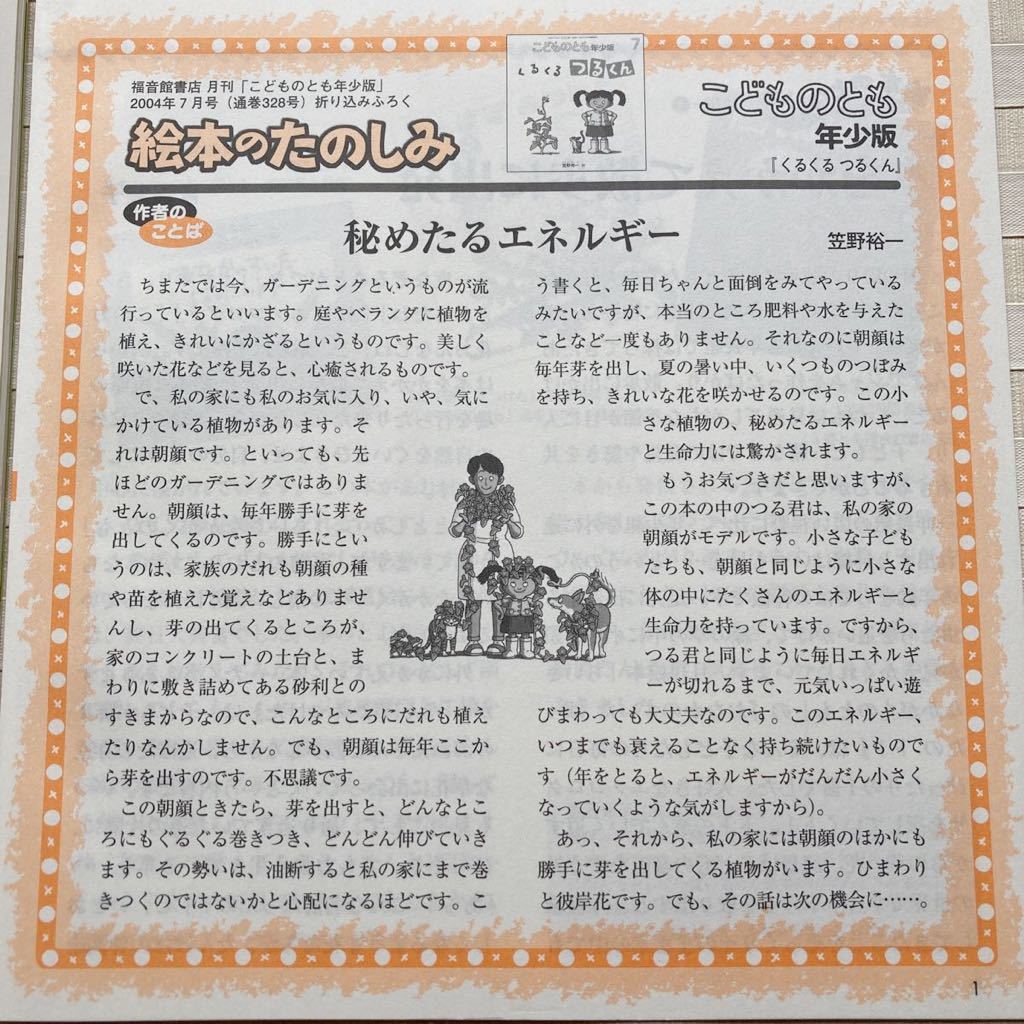 福音館書店 月刊「こどものとも年少版」
2004年7月号（通巻328号）折り込みふろく
絵本のたのしみ
こどものとも年少版 7
くるくる つるくん
笠野裕一 作
こどものとも
年少版
『くるくる つるくん』
作者の
ことば
秘めたるエネルギー
笠野裕一
ちまたでは今、ガーデニングというものが流
行っているといいます。庭やベランダに植物を
植え、きれいにかざるというものです。美しく
咲いた花などを見ると、心癒されるものです。
で、私の家にも私のお気に入り、いや、気に
かけている植物があります。そ
れは朝顔です。といっても、先
ほどのガーデニングではありま
せん。朝顔は、毎年勝手に芽を
出してくるのです。勝手にとい
うのは、家族のだれも朝顔の種
や苗を植えた覚えなどありませ
んし、芽の出てくるところが、
家のコンクリートの土台と、ま
わりに敷き詰めてある砂利との
すきまからなので、こんなところにだれも植え
たりなんかしません。でも、朝顔は毎年ここか
ら芽を出すのです。不思議です。
この朝顔ときたら、芽を出すと、どんなとこ
ろにもぐるぐる巻きつき、どんどん伸びていき
ます。その勢いは、油断すると私の家にまで巻
きつくのではないかと心配になるほどです。こ
う書くと、毎日ちゃんと面倒をみてやっている
みたいですが、本当のところ肥料や水を与えた
ことなど一度もありません。それなのに朝顔は
毎年芽を出し、夏の暑い中、いくつものつぼみ
を持ち、きれいな花を咲かせるのです。この小
さな植物の、秘めたるエネルギー
と生命力には驚かされます。
もうお気づきだと思いますが、
この本の中のつる君は、私の家の
朝顔がモデルです。小さな子ども
たちも、朝顔と同じように小さな
体の中にたくさんのエネルギーと
生命力を持っています。ですから、
つる君と同じように毎日エネルギ
ーが切れるまで、元気いっぱい遊
びまわっても大丈夫なのです。このエネルギー、
いつまでも衰えることなく持ち続けたいもので
す（年をとると、エネルギーがだんだん小さく
なっていくような気がしますから）。
あっ、それから、私の家には朝顔のほかにも
勝手に芽を出してくる植物がいます。ひまわり
と彼岸花です。でも、その話は次の機会に……。
1